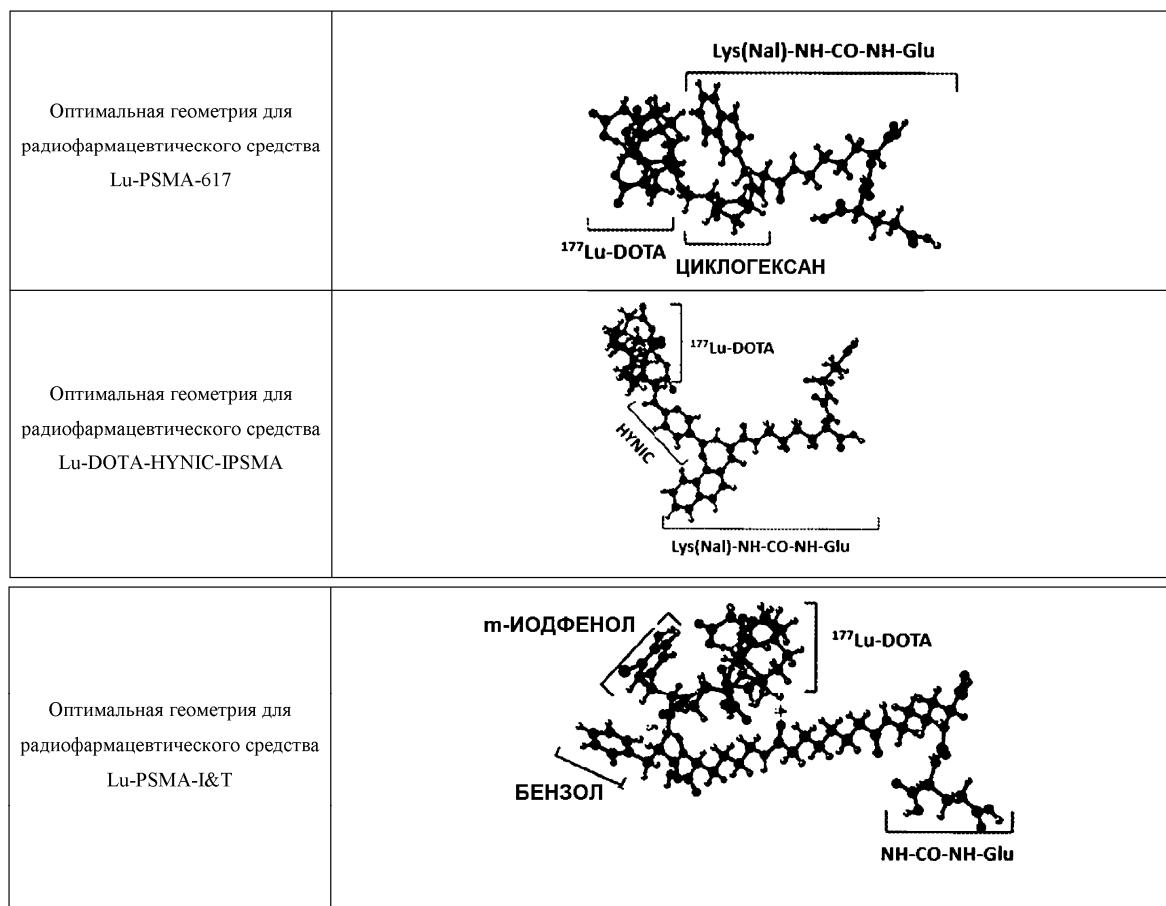 Оптимальная геометрия для
радиофармацевтического средства
Lu-PSMA-617
Lys(Nal)-NH-CO-NH-Glu
¹⁷⁷Lu-DOTA
ЦИКЛОГЕКСАН
Оптимальная геометрия для
радиофармацевтического средства
Lu-DOTA-HYNIC-IPSMA
¹⁷⁷Lu-DOTA
HYNIC
Lys(Nal)-NH-CO-NH-Glu
Оптимальная геометрия для
радиофармацевтического средства
Lu-PSMA-I&T
m-ИОДФЕНОЛ
¹⁷⁷Lu-DOTA
БЕНЗОЛ
NH-CO-NH-Glu